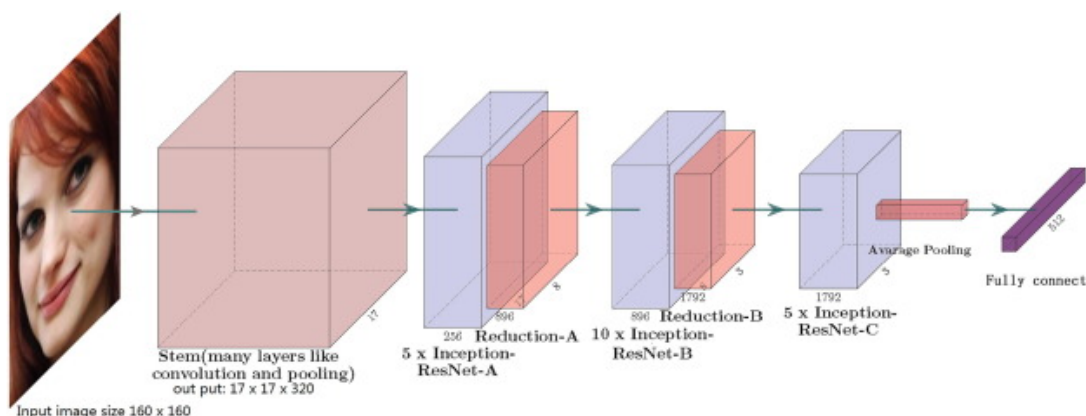 17
Stem(many layers like
convolution and pooling)
out put: 17 x 17 x 320
Input image size 160 x 160
256
5 x Inception-
ResNet-A
896
17
8
Reduction-A
896
10 x Inception-
ResNet-B
1792
8
3
Reduction-B
1792
3
5 x Inception-
ResNet-C
Avarage Pooling
512
Fully connect